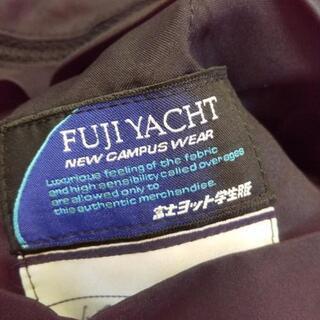 FUJI YACHT
NEW CAMPUS WEAR
Luxurious feeling of the fabric
and high sensibility called over ages
are allowed only to
this authentic merchandise.
富士ヨット学生服